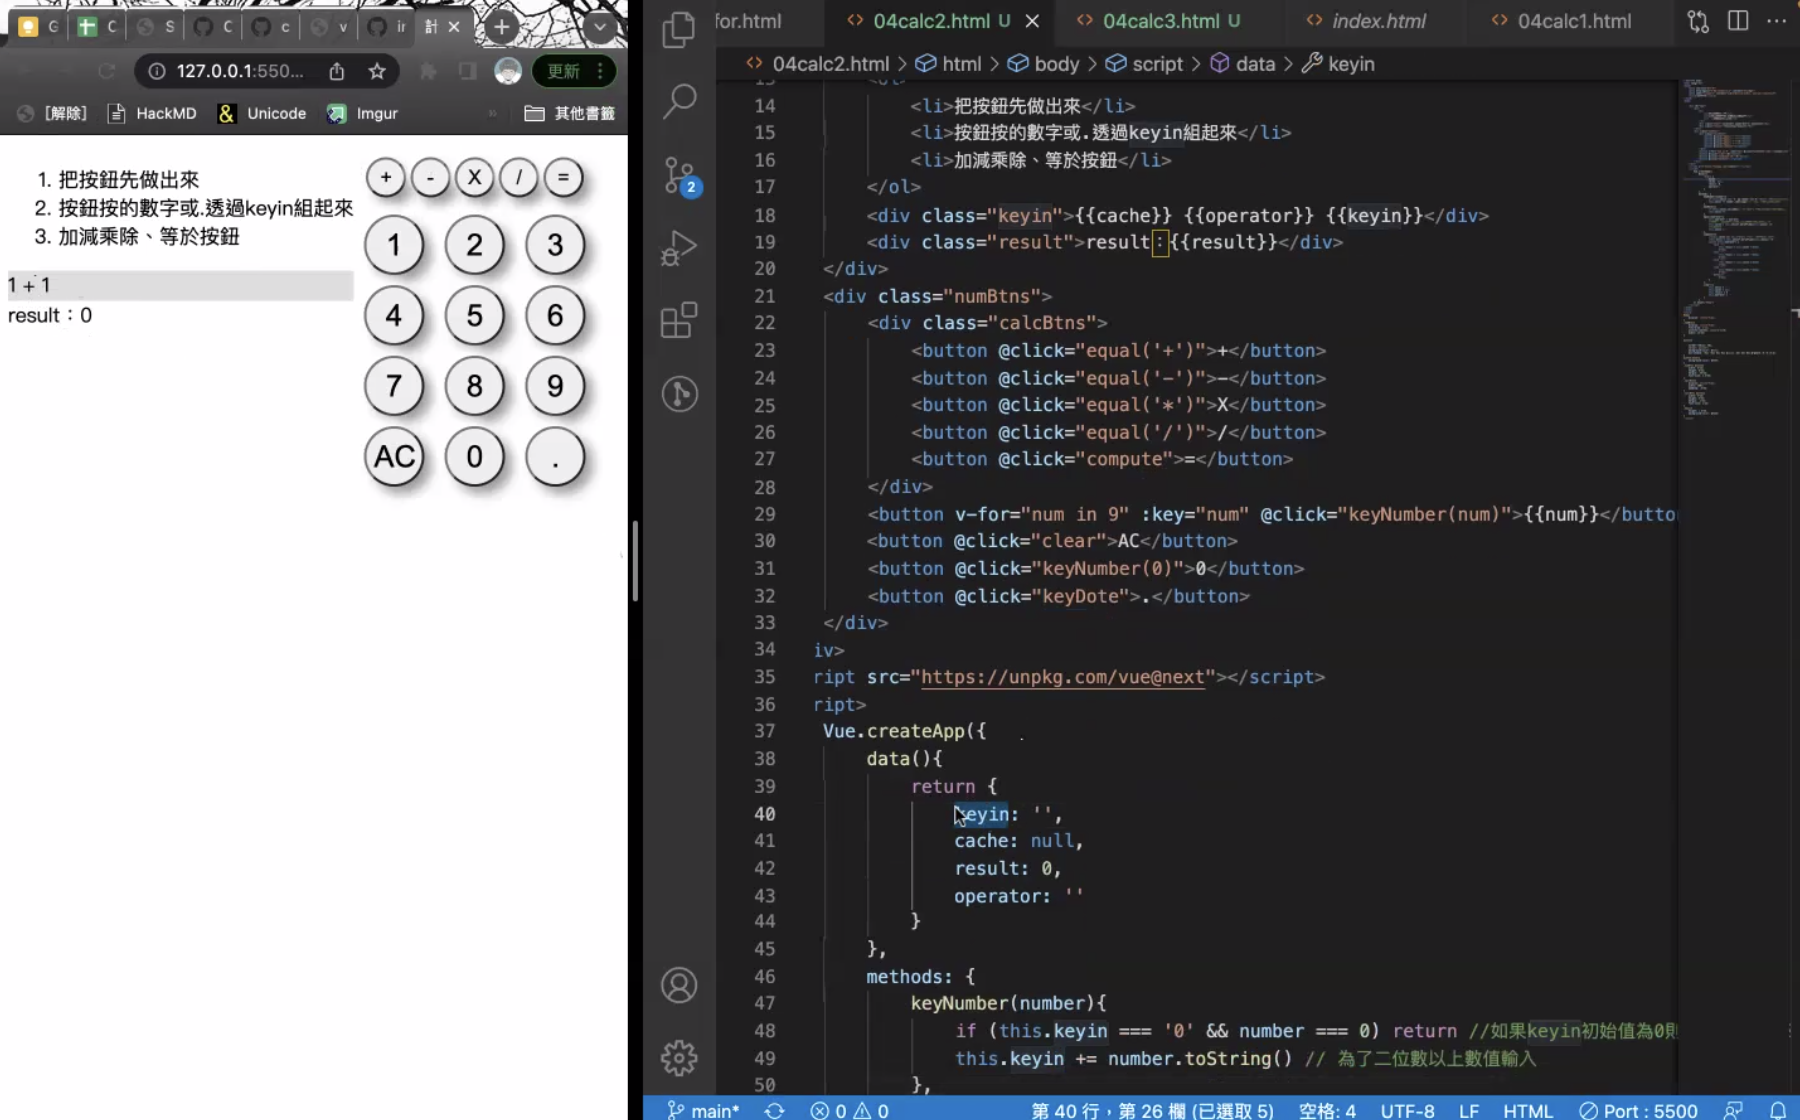 G
C
S
C
c
v
ir
計
127.0.0.1:550...
更新
[解除]
HackMD
Unicode
Imgur
»
其他書籤
1. 把按鈕先做出來
2. 按鈕按的數字或.透過keyin組起來
3. 加減乘除、等於按鈕
1 + 1
result：0
+ - X / =
1 2 3
4 5 6
7 8 9
AC 0 .
for.html
04calc2.html U
04calc3.html U
index.html
04calc1.html
04calc2.html > html > body > script > data > keyin
2
14 <li>把按鈕先做出來</li>
15 <li>按鈕按的數字或.透過keyin組起來</li>
16 <li>加減乘除、等於按鈕</li>
17 </ol>
18 <div class="keyin">{{cache}} {{operator}} {{keyin}}</div>
19 <div class="result">result：{{result}}</div>
20 </div>
21 <div class="numBtns">
22 <div class="calcBtns">
23 <button @click="equal('+')">+</button>
24 <button @click="equal('-')">-</button>
25 <button @click="equal('*')">X</button>
26 <button @click="equal('/')">/</button>
27 <button @click="compute">=</button>
28 </div>
29 <button v-for="num in 9" :key="num" @click="keyNumber(num)">{{num}}</butto
30 <button @click="clear">AC</button>
31 <button @click="keyNumber(0)">0</button>
32 <button @click="keyDote">.</button>
33 </div>
34 iv>
35 ript src="https://unpkg.com/vue@next"></script>
36 ript>
37 Vue.createApp({
38 data(){
39 return {
40 keyin: '',
41 cache: null,
42 result: 0,
43 operator: ''
44 }
45 },
46 methods: {
47 keyNumber(number){
48 if (this.keyin === '0' && number === 0) return //如果keyin初始值為0則
49 this.keyin += number.toString() // 為了二位數以上數值輸入
50 },
main* 0 0 第 40 行，第 26 欄 (已選取 5) 空格: 4 UTF-8 LF HTML Port : 5500